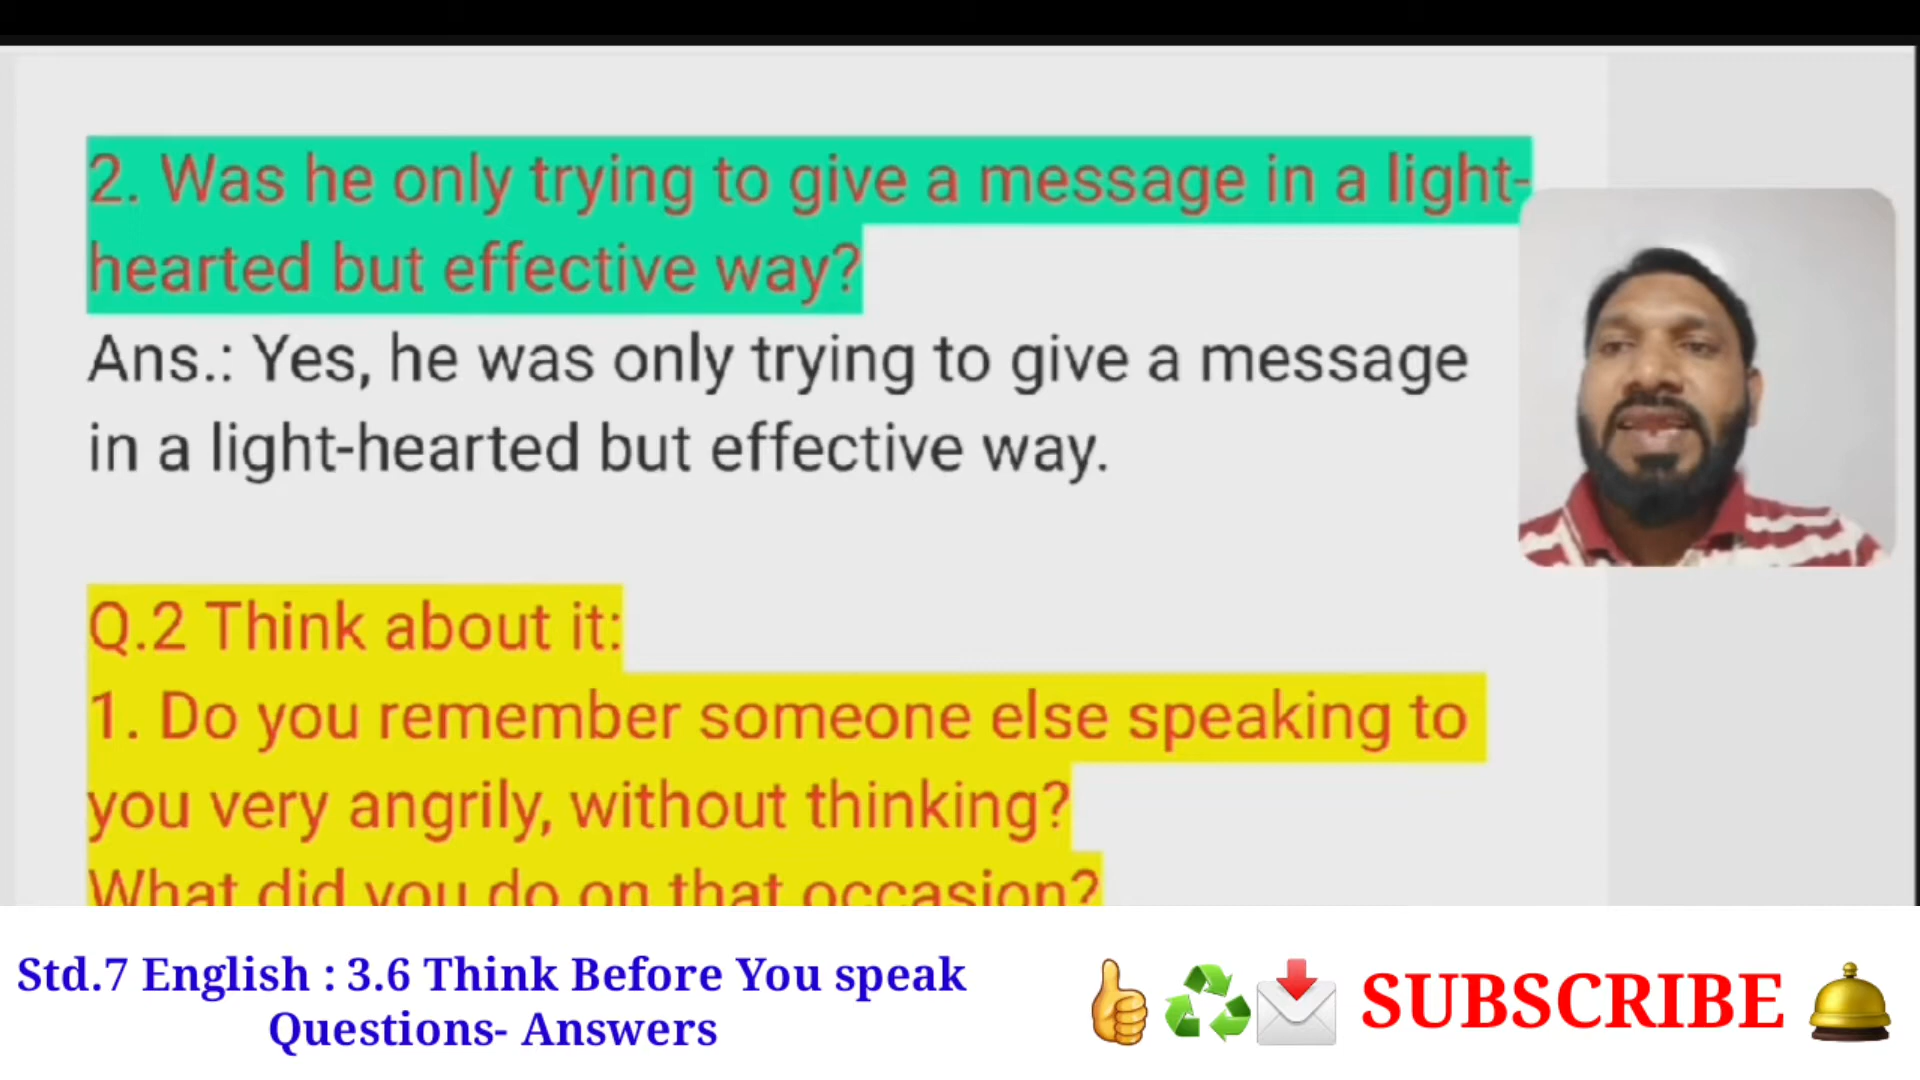 2. Was he only trying to give a message in a light-
hearted but effective way?
Ans.: Yes, he was only trying to give a message
in a light-hearted but effective way.
Q.2 Think about it:
1. Do you remember someone else speaking to
you very angrily, without thinking?
What did you do on that occasion?
Std.7 English : 3.6 Think Before You speak
Questions- Answers
SUBSCRIBE